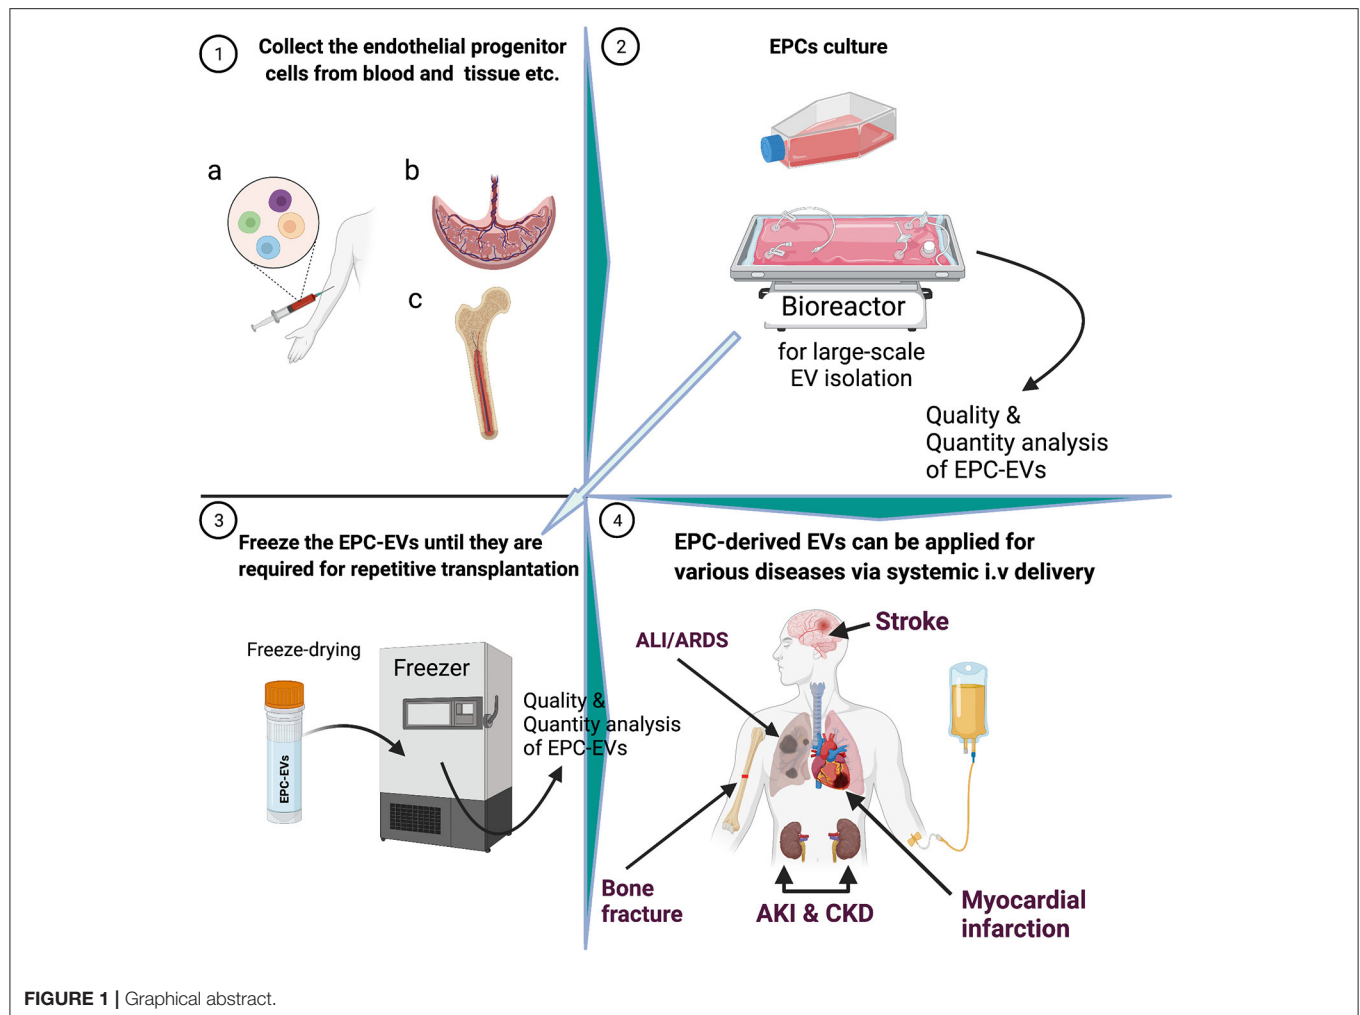 1
Collect the endothelial progenitor
cells from blood and tissue etc.
a
b
c
2
EPCs culture
Bioreactor
for large-scale
EV isolation
Quality &
Quantity analysis
of EPC-EVs
3
Freeze the EPC-EVs until they are
required for repetitive transplantation
Freeze-drying
EPC-EVs
Freezer
Quality &
Quantity analysis
of EPC-EVs
4
EPC-derived EVs can be applied for
various diseases via systemic i.v delivery
Stroke
ALI/ARDS
Bone
fracture
AKI & CKD
Myocardial
infarction
FIGURE 1 | Graphical abstract.